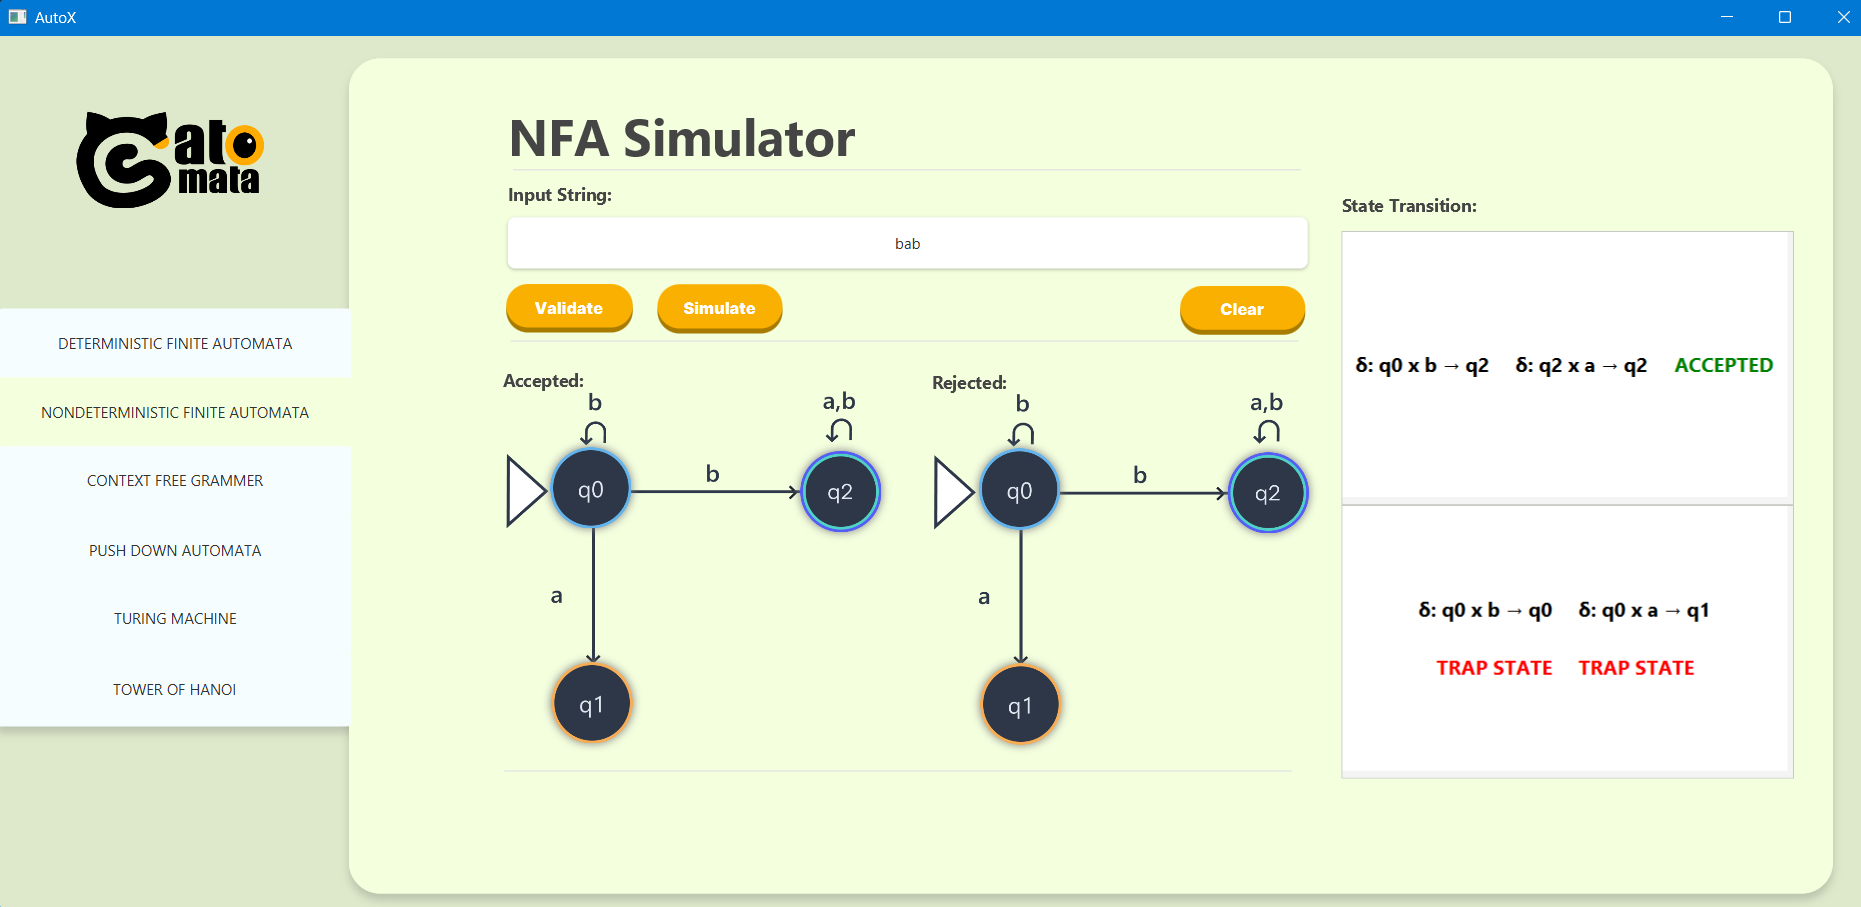 AutoX
Cato
mata
DETERMINISTIC FINITE AUTOMATA
NONDETERMINISTIC FINITE AUTOMATA
CONTEXT FREE GRAMMER
PUSH DOWN AUTOMATA
TURING MACHINE
TOWER OF HANOI
NFA Simulator
Input String:
bab
Validate
Simulate
Clear
Accepted:
b
a,b
q0
b
q2
a
q1
Rejected:
b
a,b
q0
b
q2
a
q1
State Transition:
δ: q0 x b → q2 δ: q2 x a → q2 ACCEPTED
δ: q0 x b → q0 δ: q0 x a → q1
TRAP STATE TRAP STATE